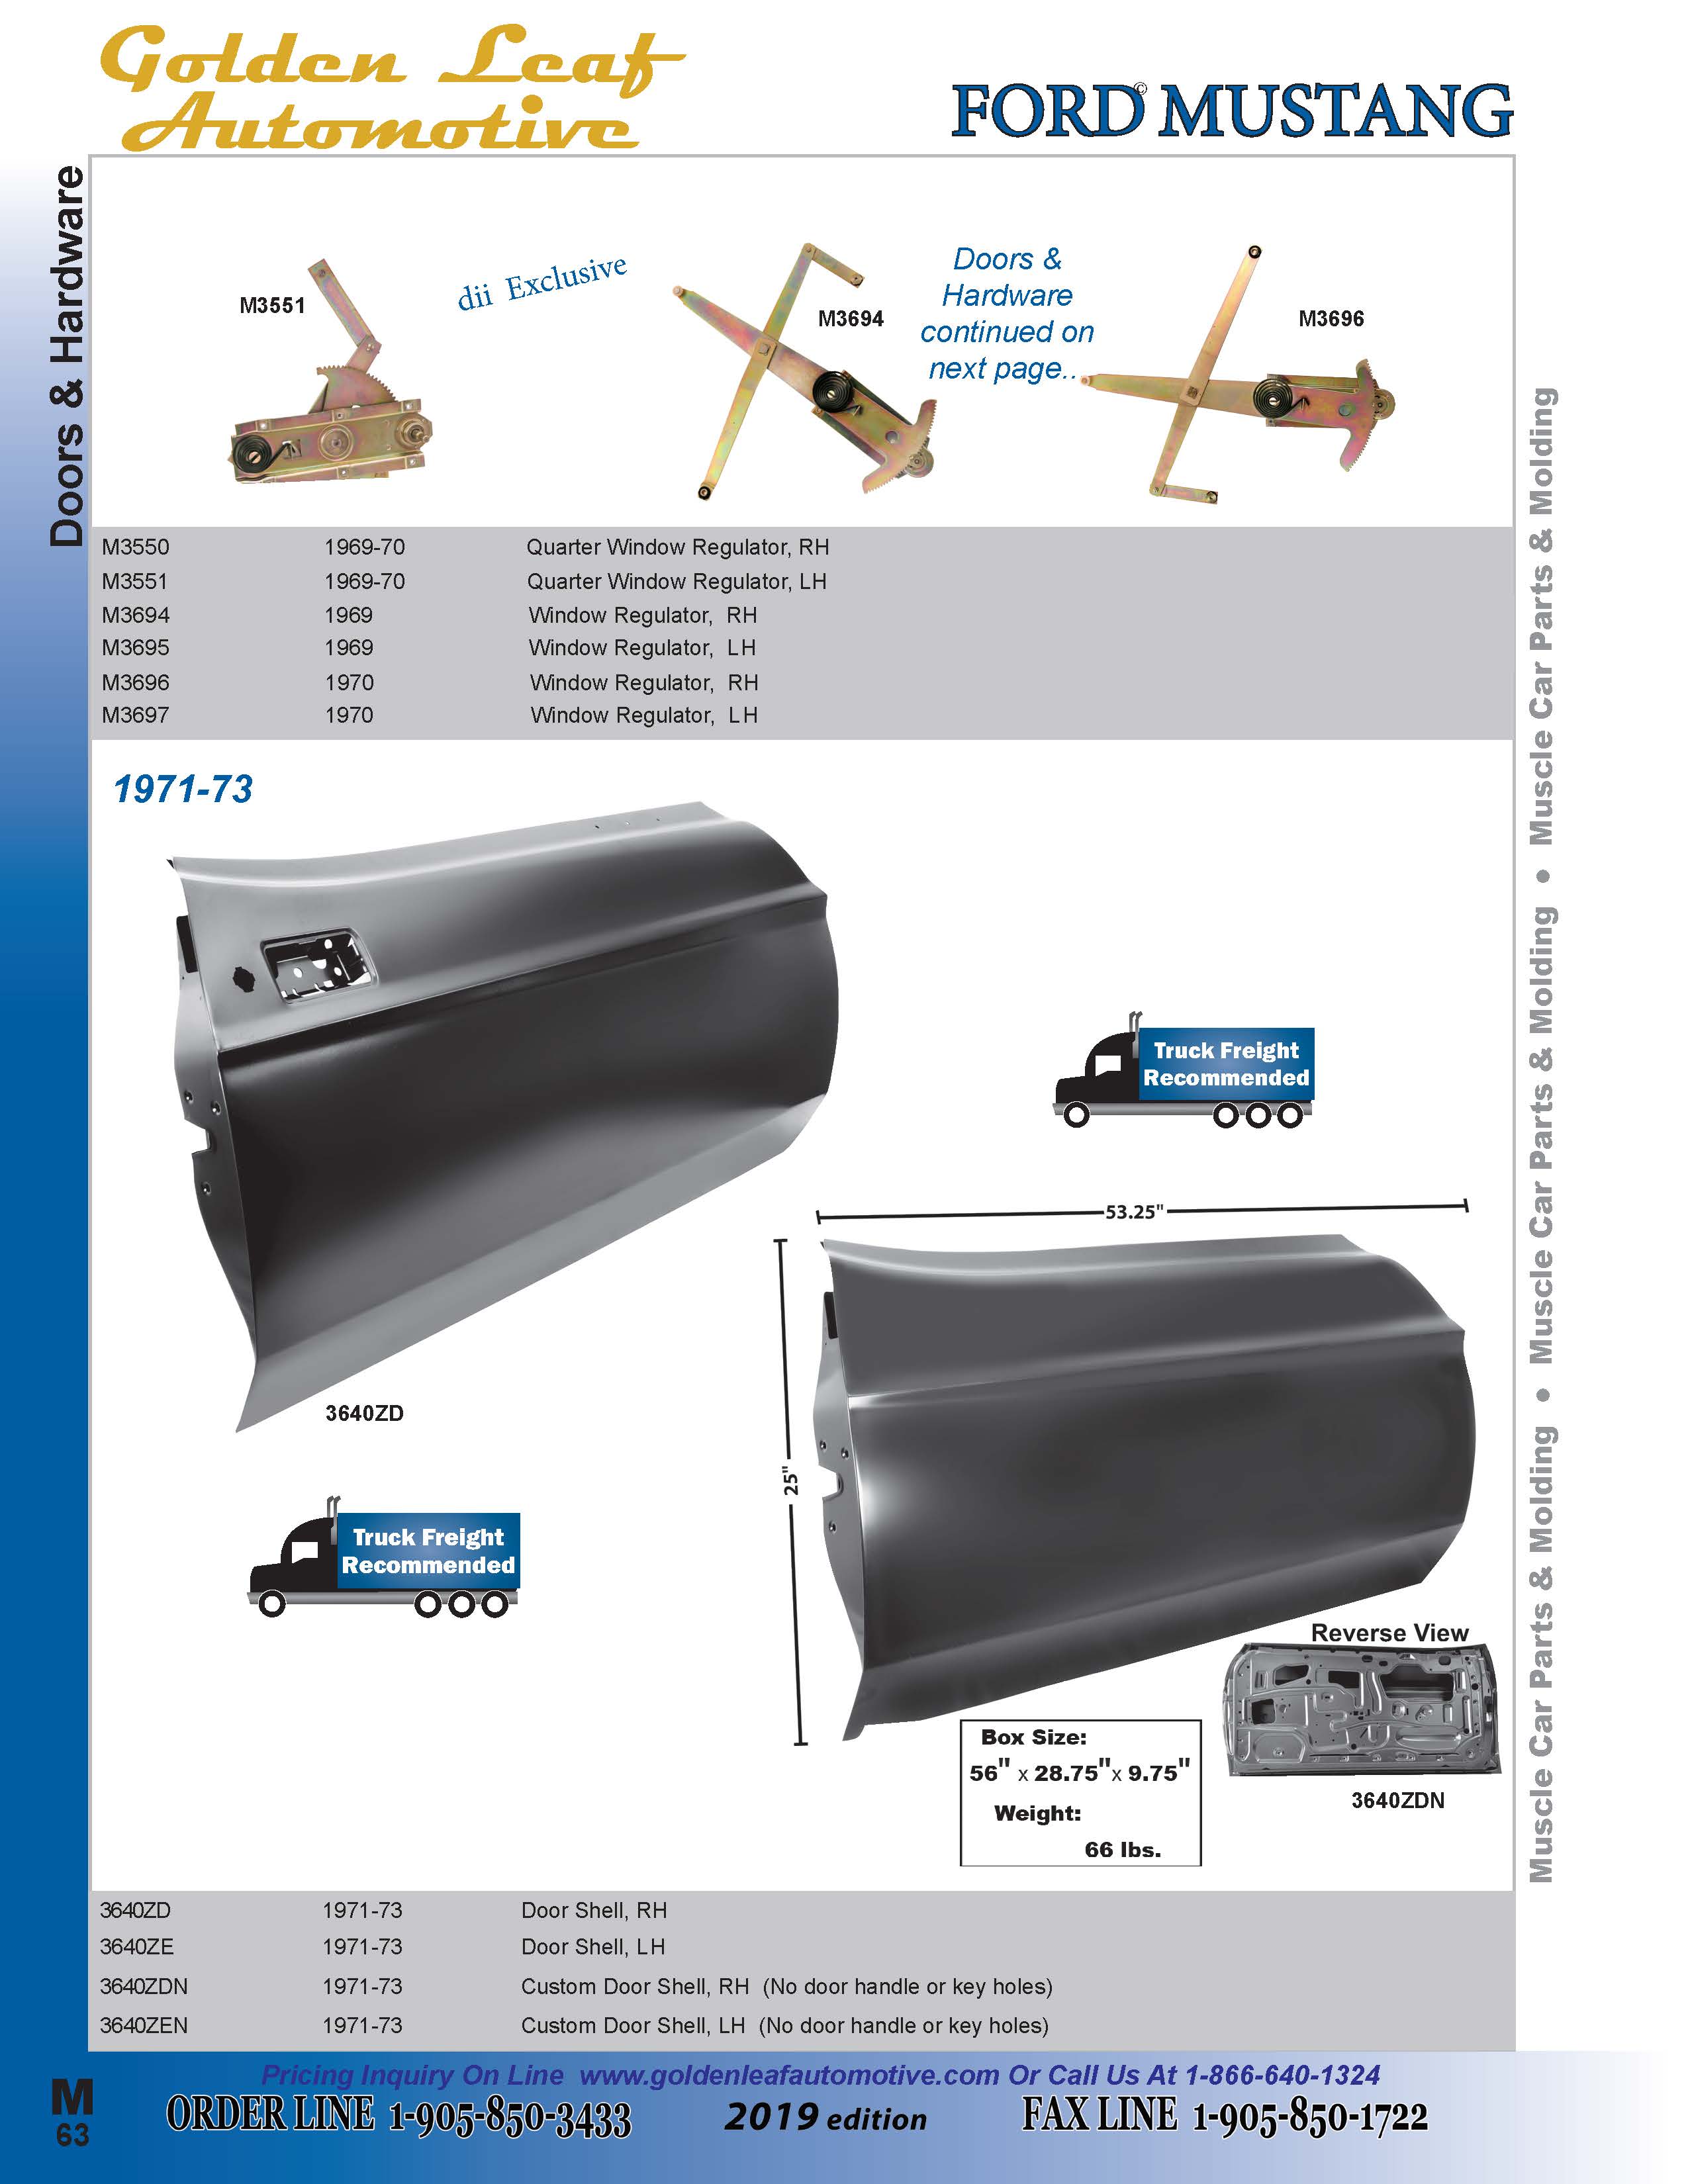 Golden Leaf
Automotive
FORD© MUSTANG
Doors & Hardware
M3551
dii Exclusive
M3694
Doors &
Hardware
continued on
next page..
M3696
M3550 1969-70 Quarter Window Regulator, RH
M3551 1969-70 Quarter Window Regulator, LH
M3694 1969 Window Regulator, RH
M3695 1969 Window Regulator, LH
M3696 1970 Window Regulator, RH
M3697 1970 Window Regulator, LH
1971-73
Truck Freight
Recommended
53.25"
25"
3640ZD
Truck Freight
Recommended
Reverse View
3640ZDN
Box Size:
56" x 28.75"x 9.75"
Weight:
66 lbs.
3640ZD 1971-73 Door Shell, RH
3640ZE 1971-73 Door Shell, LH
3640ZDN 1971-73 Custom Door Shell, RH (No door handle or key holes)
3640ZEN 1971-73 Custom Door Shell, LH (No door handle or key holes)
Muscle Car Parts & Molding • Muscle Car Parts & Molding • Muscle Car Parts & Molding
Pricing Inquiry On Line www.goldenleafautomotive.com Or Call Us At 1-866-640-1324
M
63
ORDER LINE 1-905-850-3433
2019 edition
FAX LINE 1-905-850-1722